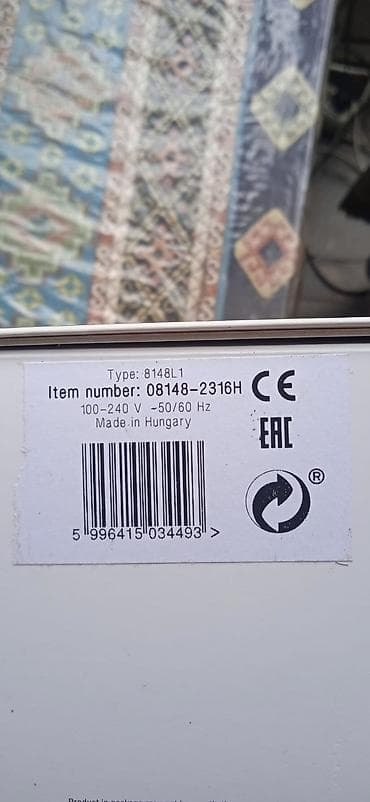 Type: 8148L1
Item number: 08148-2316H
CE
100-240 V ~50/60 Hz
Made in Hungary
EAC
®
5 996415 034493 >